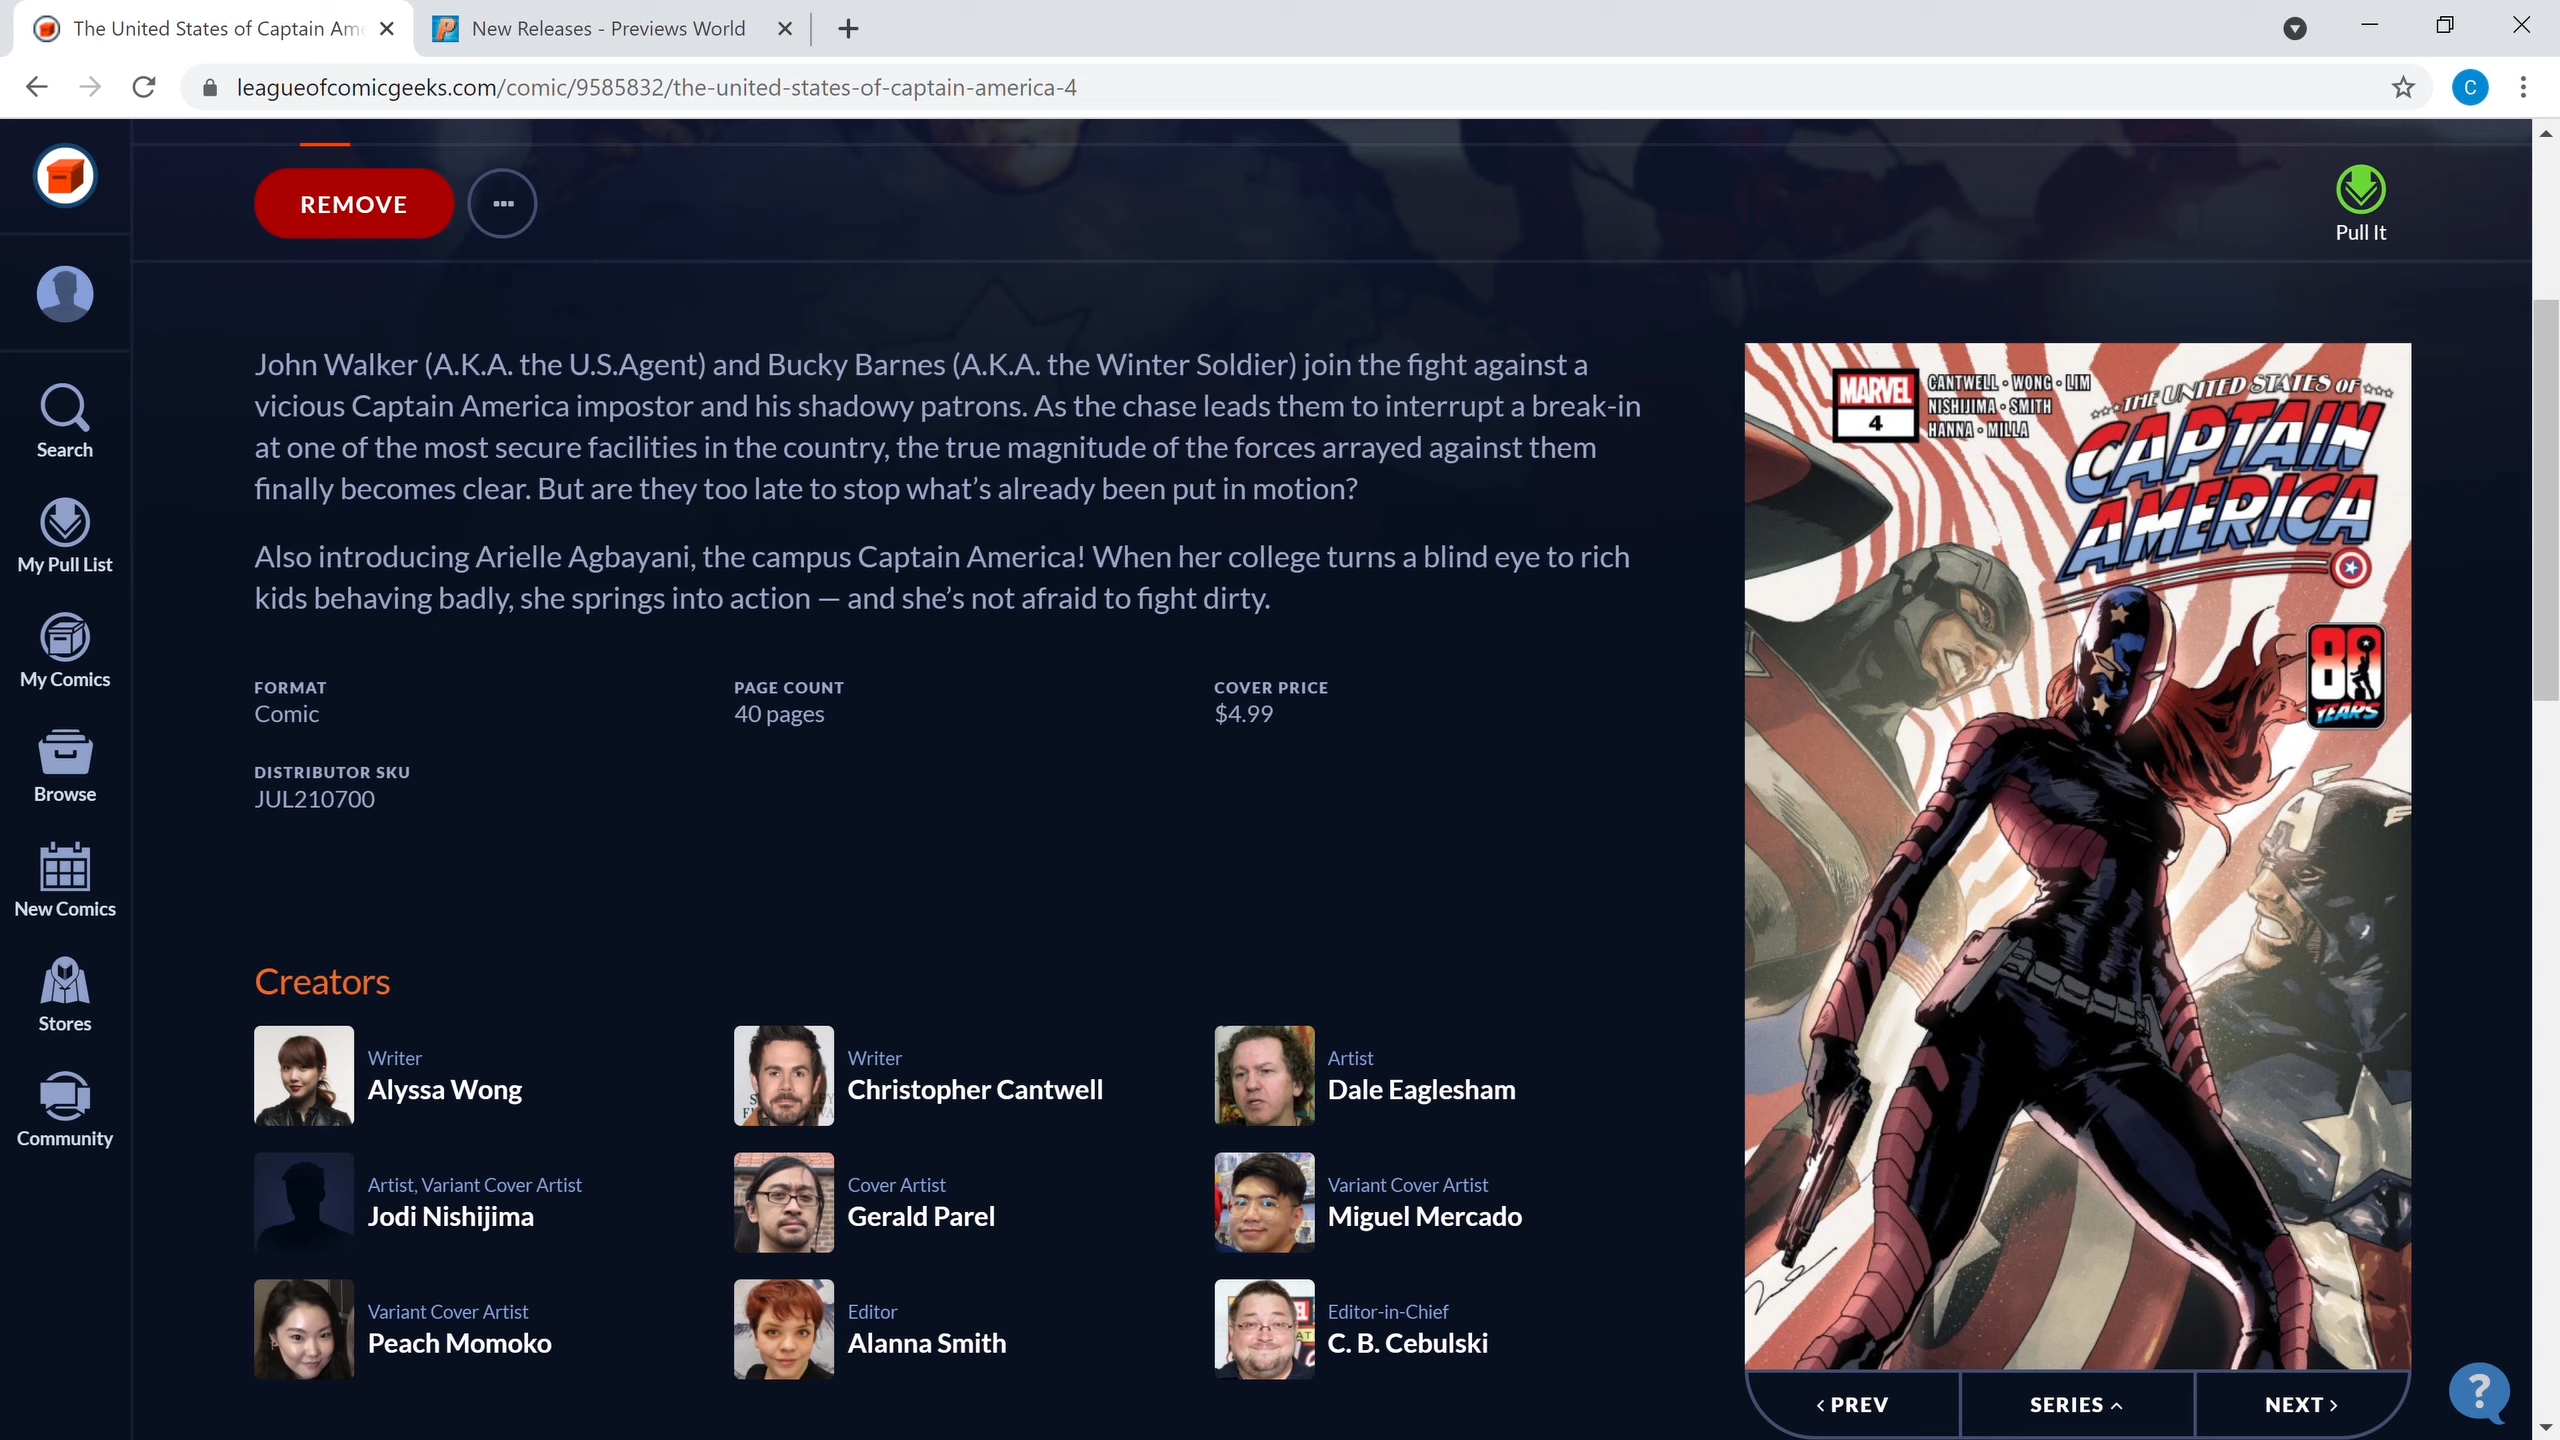 The United States of Captain Ame
New Releases - Previews World
leagueofcomicgeeks.com/comic/9585832/the-united-states-of-captain-america-4
C
REMOVE
Pull It
Search
My Pull List
My Comics
Browse
New Comics
Stores
Community
John Walker (A.K.A. the U.S.Agent) and Bucky Barnes (A.K.A. the Winter Soldier) join the fight against a
vicious Captain America impostor and his shadowy patrons. As the chase leads them to interrupt a break-in
at one of the most secure facilities in the country, the true magnitude of the forces arrayed against them
finally becomes clear. But are they too late to stop what's already been put in motion?
Also introducing Arielle Agbayani, the campus Captain America! When her college turns a blind eye to rich
kids behaving badly, she springs into action — and she's not afraid to fight dirty.
FORMAT
Comic
PAGE COUNT
40 pages
COVER PRICE
$4.99
DISTRIBUTOR SKU
JUL210700
Creators
Writer
Alyssa Wong
Writer
Christopher Cantwell
Artist
Dale Eaglesham
Artist, Variant Cover Artist
Jodi Nishijima
Cover Artist
Gerald Parel
Variant Cover Artist
Miguel Mercado
Variant Cover Artist
Peach Momoko
Editor
Alanna Smith
Editor-in-Chief
C. B. Cebulski
MARVEL
4
CANTWELL • WONG • LIM
NISHIJIMA • SMITH
HANNA • MILLA
THE UNITED STATES OF
CAPTAIN
AMERICA
80
YEARS
< PREV
SERIES ^
NEXT >
?